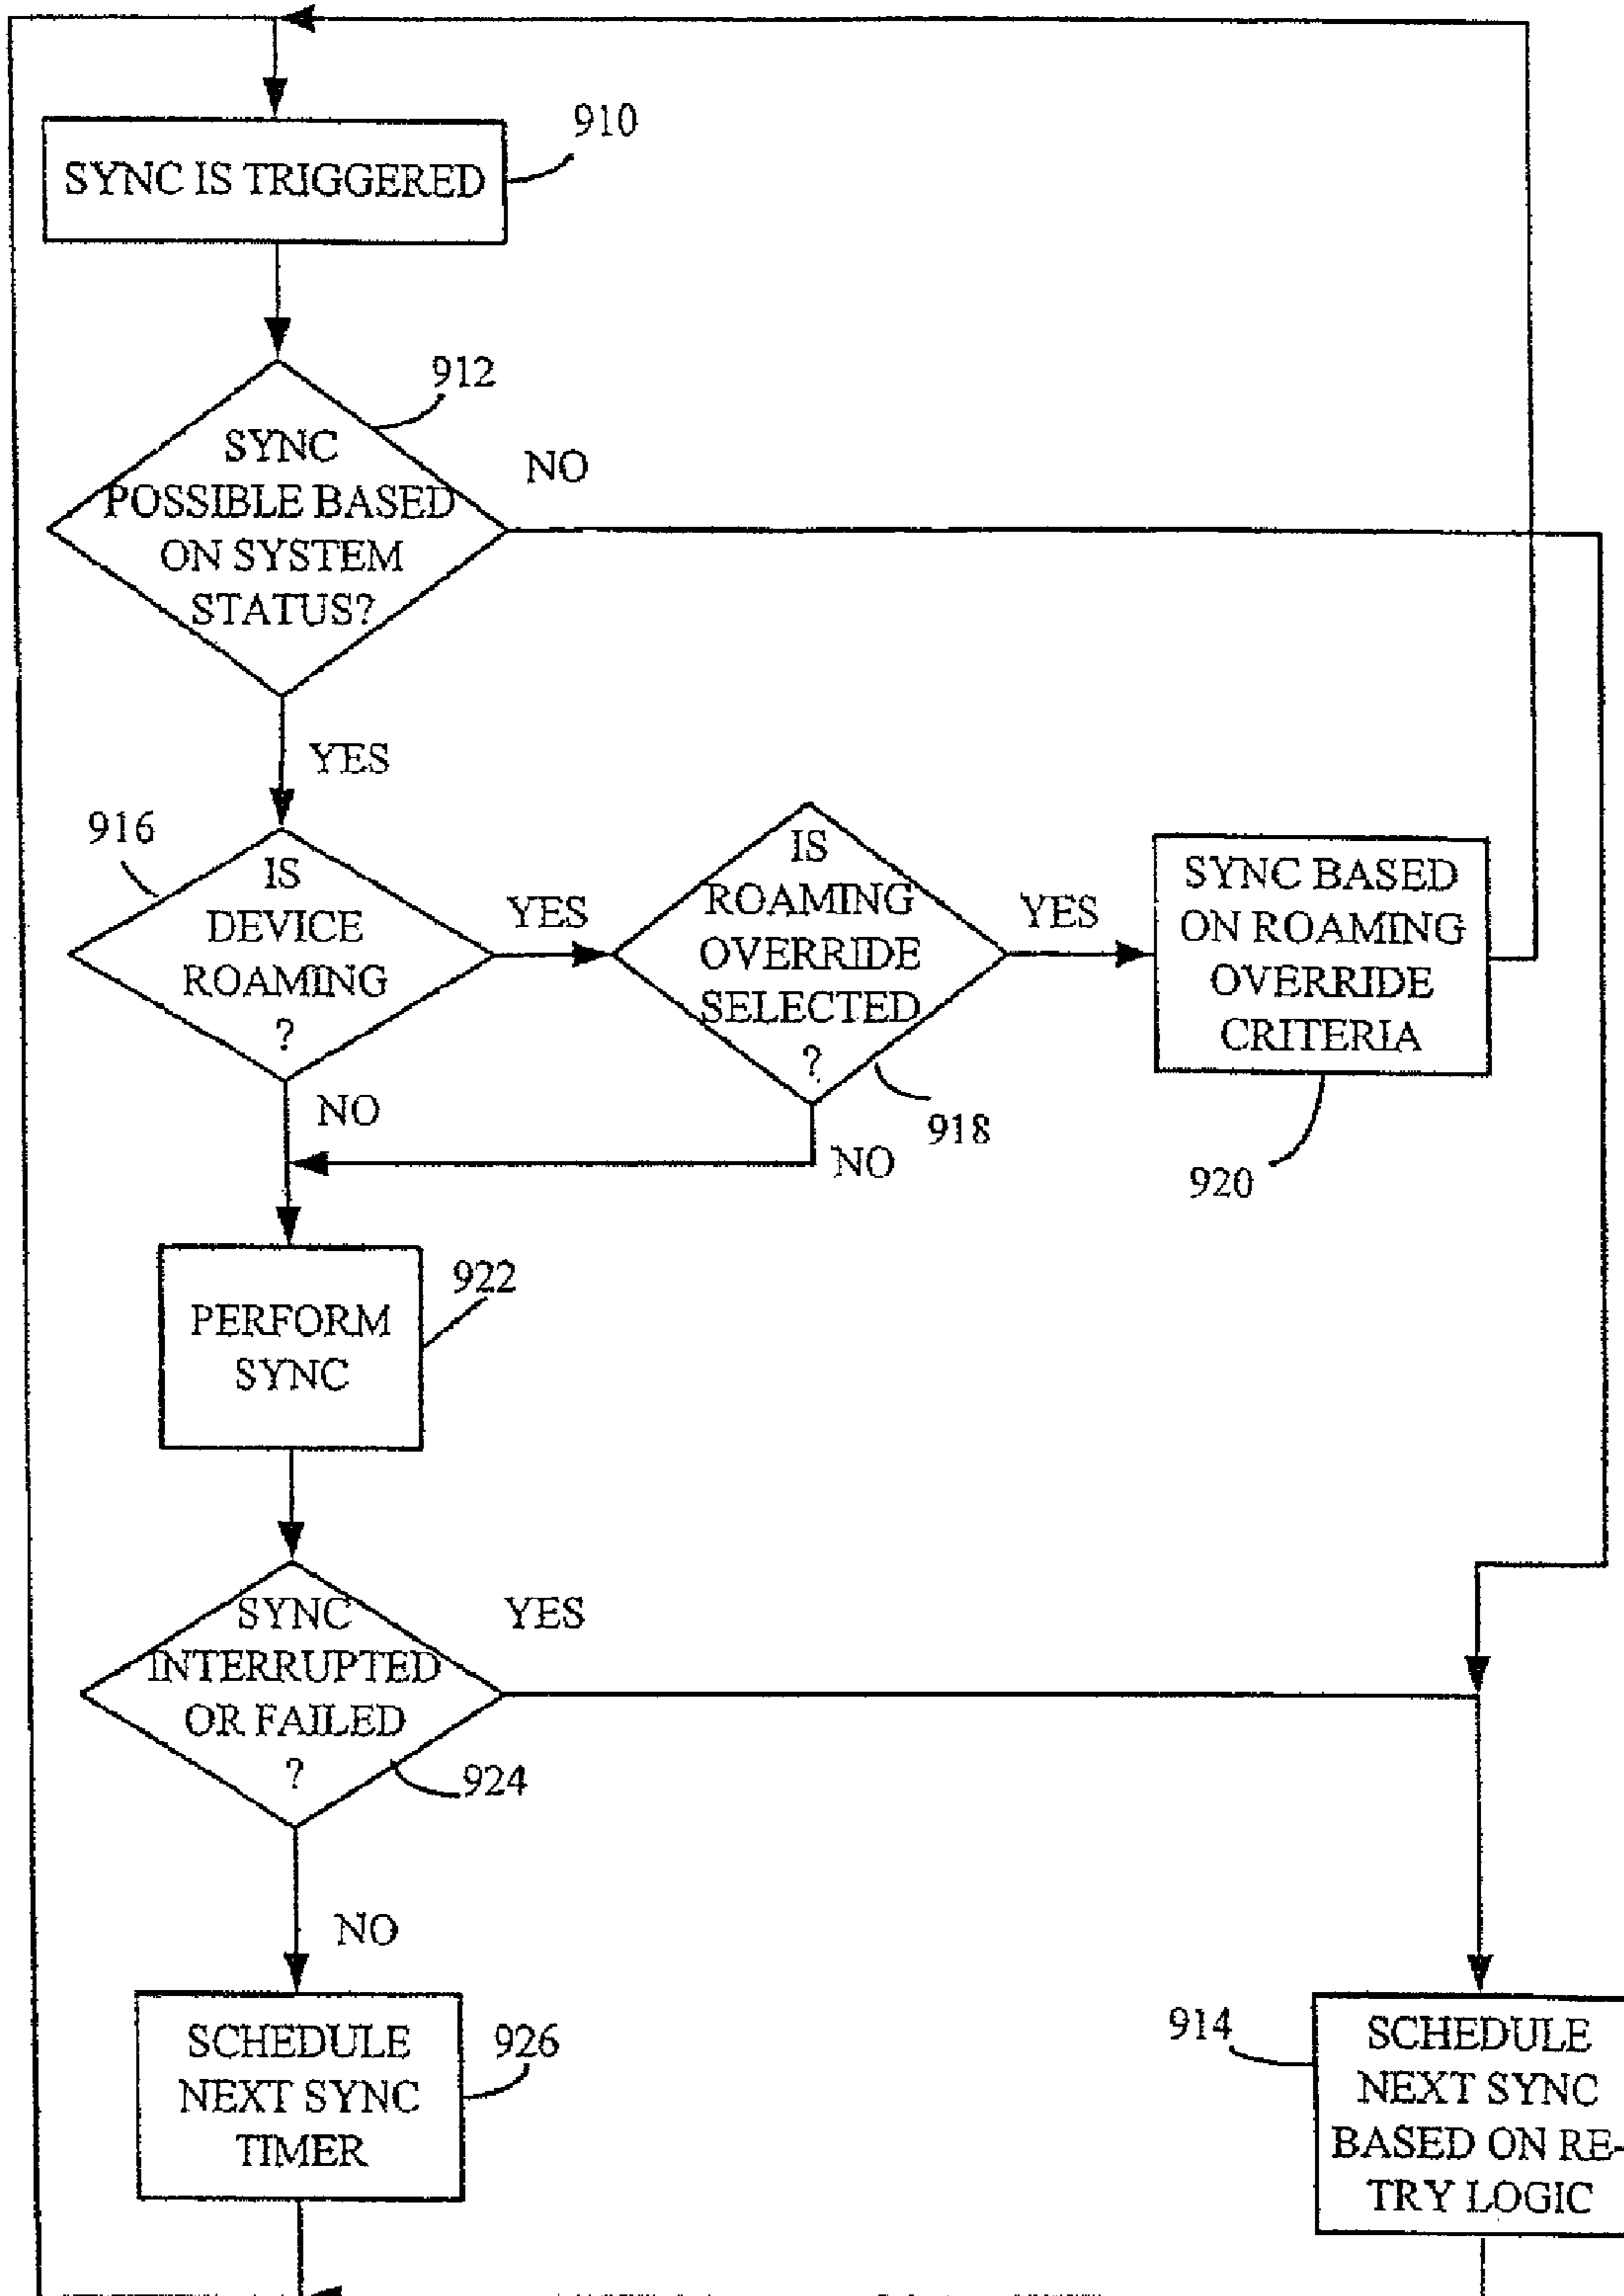 910
SYNC IS TRIGGERED
912
SYNC
POSSIBLE BASED
ON SYSTEM
STATUS?
NO
YES
916
IS
DEVICE
ROAMING
?
YES
IS
ROAMING
OVERRIDE
SELECTED
?
YES
SYNC BASED
ON ROAMING
OVERRIDE
CRITERIA
NO
918
NO
920
922
PERFORM
SYNC
SYNC
INTERRUPTED
OR FAILED
?
YES
924
NO
SCHEDULE
NEXT SYNC
TIMER
926
914
SCHEDULE
NEXT SYNC
BASED ON RE-
TRY LOGIC